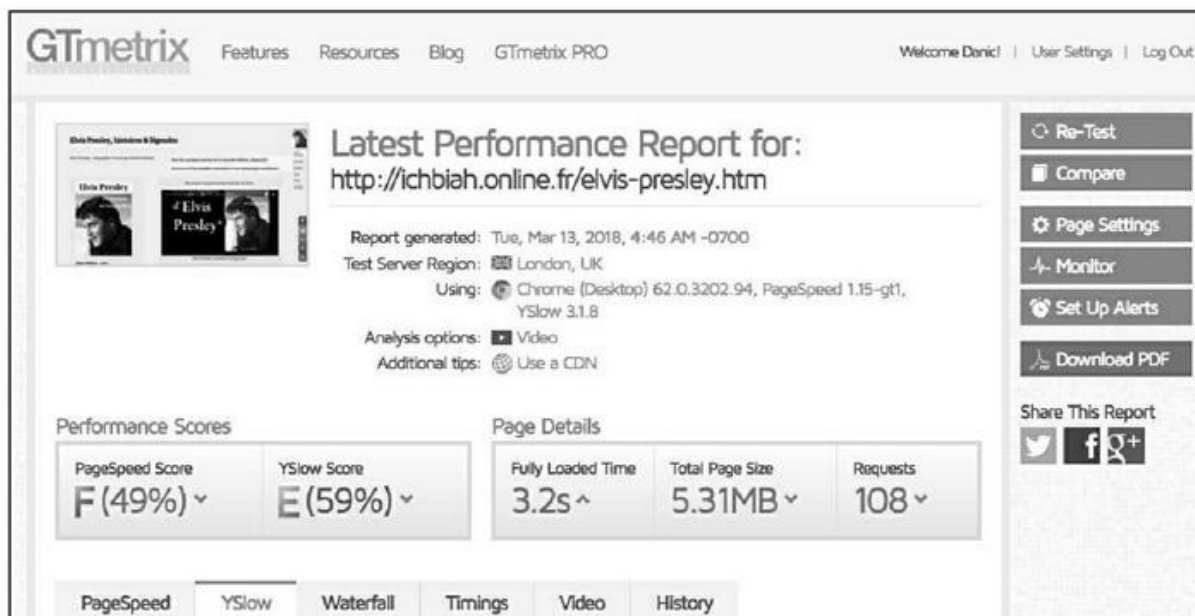 GTmetrix
Features Resources Blog GTmetrix PRO
Welcome Danic! | User Settings | Log Out
Elvis Presley
Elvis
Presley
Latest Performance Report for:
http://ichbiah.online.fr/elvis-presley.htm
Report generated: Tue, Mar 13, 2018, 4:46 AM -0700
Test Server Region: London, UK
Using: Chrome (Desktop) 62.0.3202.94, PageSpeed 1.15-gt1,
YSlow 3.1.8
Analysis options: Video
Additional tips: Use a CDN
Re-Test
Compare
Page Settings
Monitor
Set Up Alerts
Download PDF
Share This Report
Performance Scores
PageSpeed Score
F (49%)
YSlow Score
E (59%)
Page Details
Fully Loaded Time
3.2s
Total Page Size
5.31MB
Requests
108
PageSpeed YSlow Waterfall Timings Video History